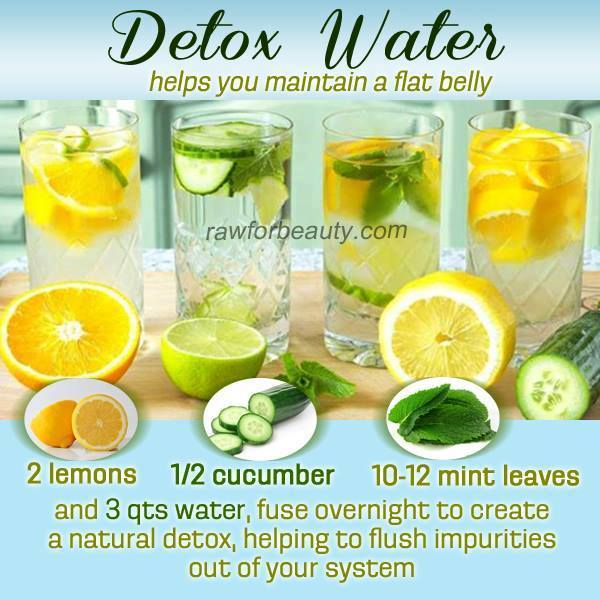 Detox Water
helps you maintain a flat belly
rawforbeauty.com
2 lemons 1/2 cucumber 10-12 mint leaves
and 3 qts water, fuse overnight to create
a natural detox, helping to flush impurities
out of your system